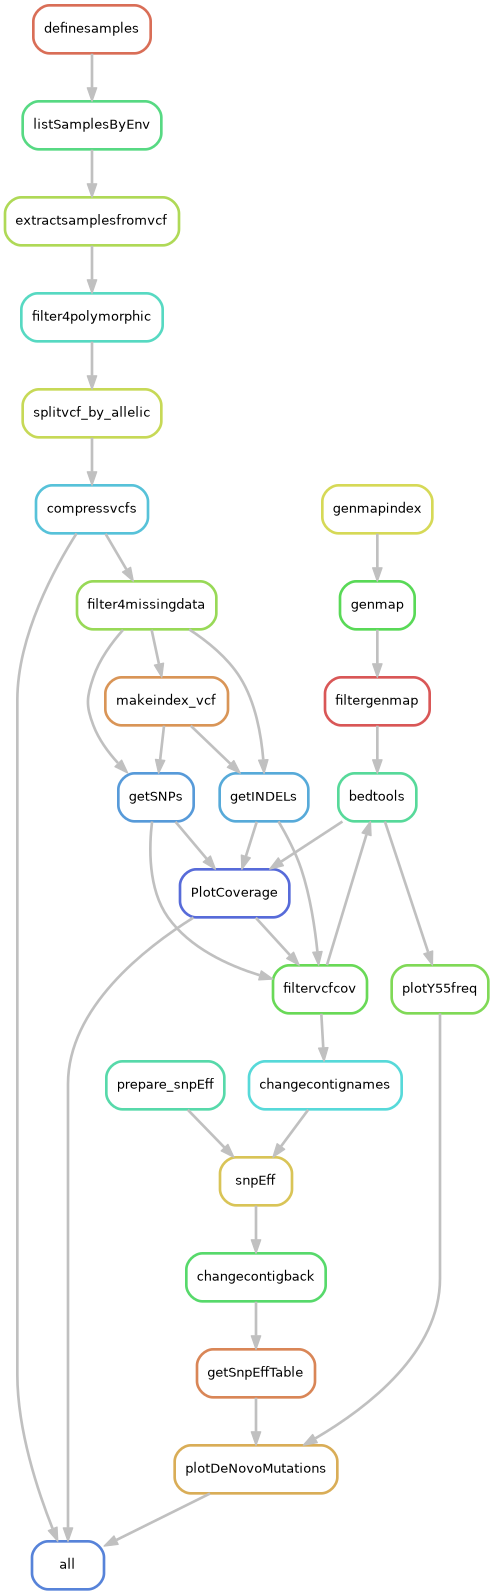 definesamples
listSamplesByEnv
extractsamplesfromvcf
filter4polymorphic
splitvcf_by_allelic
compressvcfs
genmapindex
filter4missingdata
genmap
makeindex_vcf
filtergenmap
getSNPs
getINDELs
bedtools
PlotCoverage
filtervcfcov
plotY55freq
prepare_snpEff
changecontignames
snpEff
changecontigback
getSnpEffTable
plotDeNovoMutations
all